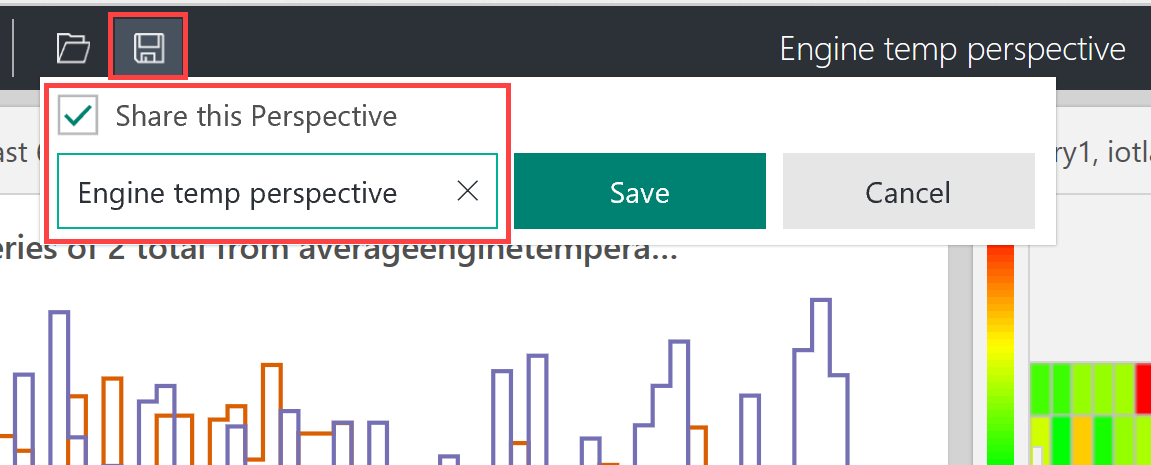 Engine temp perspective
Share this Perspective
ast
ry1, iotla
Engine temp perspective
Save
Cancel
eries of 2 total from averageenginetempera...